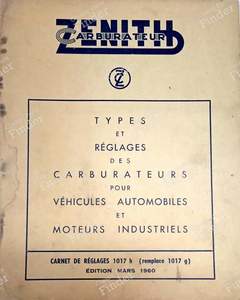 ZENITH
CARBURATEUR
TYPES
ET
RÉGLAGES
DES
CARBURATEURS
POUR
VÉHICULES AUTOMOBILES
ET
MOTEURS INDUSTRIELS
CARNET DE RÉGLAGES 1017 h (remplace 1017 g)
ÉDITION MARS 1960